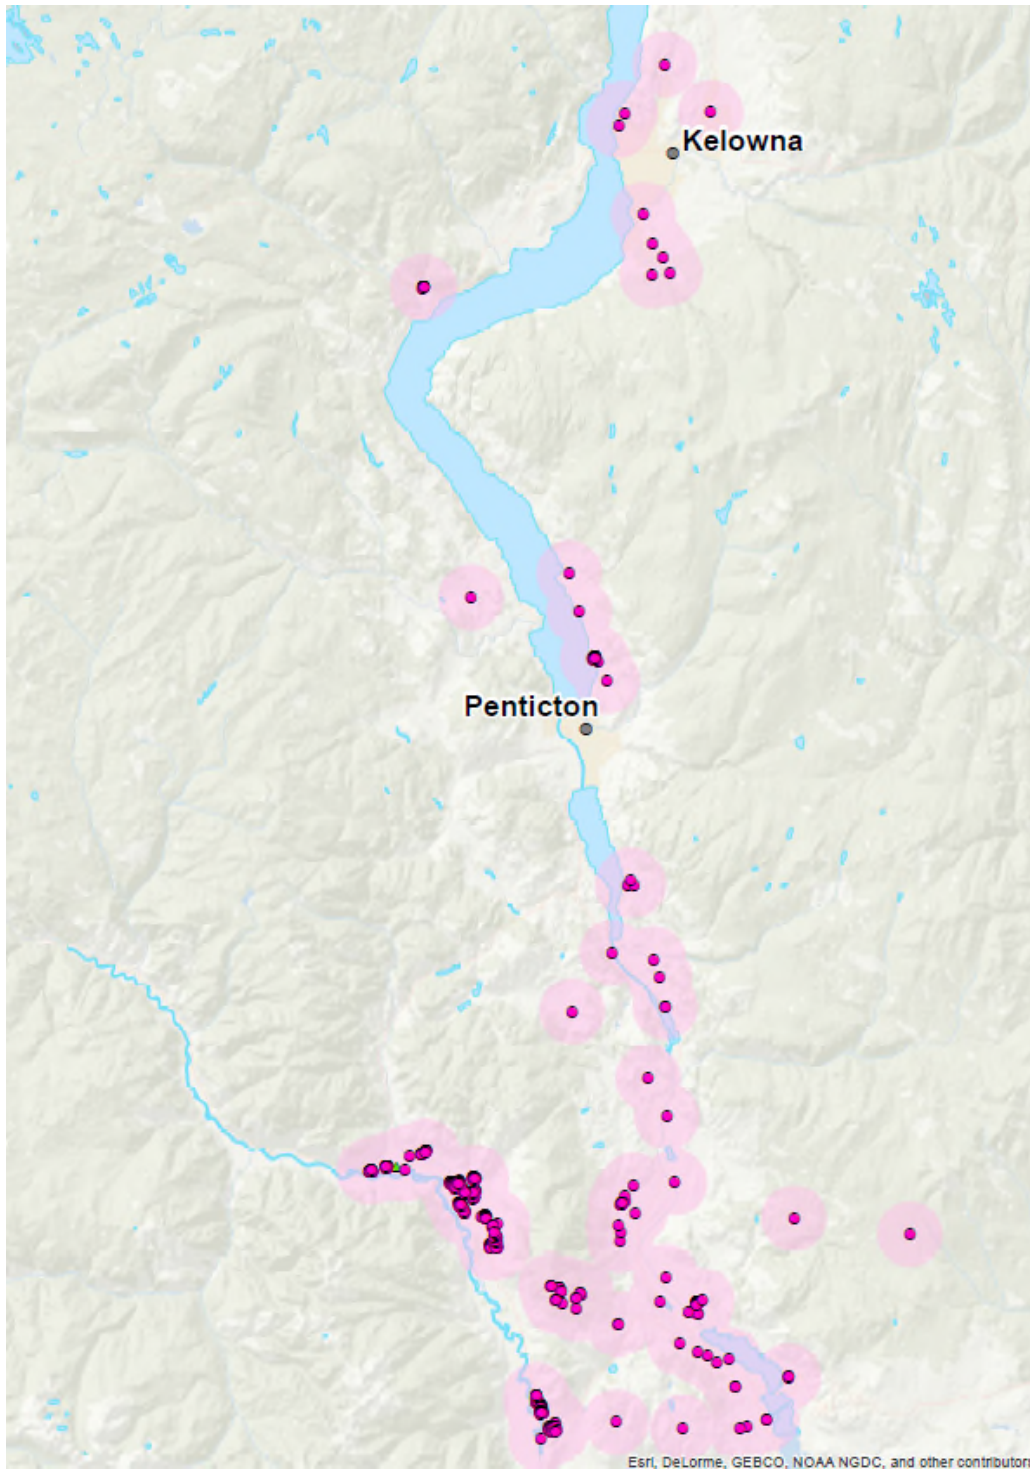 Kelowna
Penticton
Esri, DeLorme, GEBCO, NOAA NGDC, and other contributors